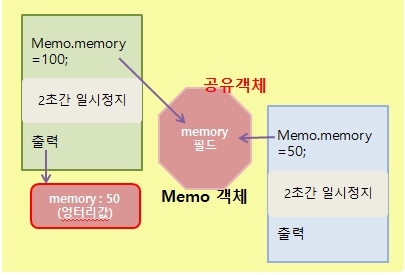 Memo.memory
=100;
2초간 일시정지
출력
memory : 50
(엉터리값)
공유객체
memory
필드
Memo 객체
Memo.memory
=50;
2초간 일시정지
출력